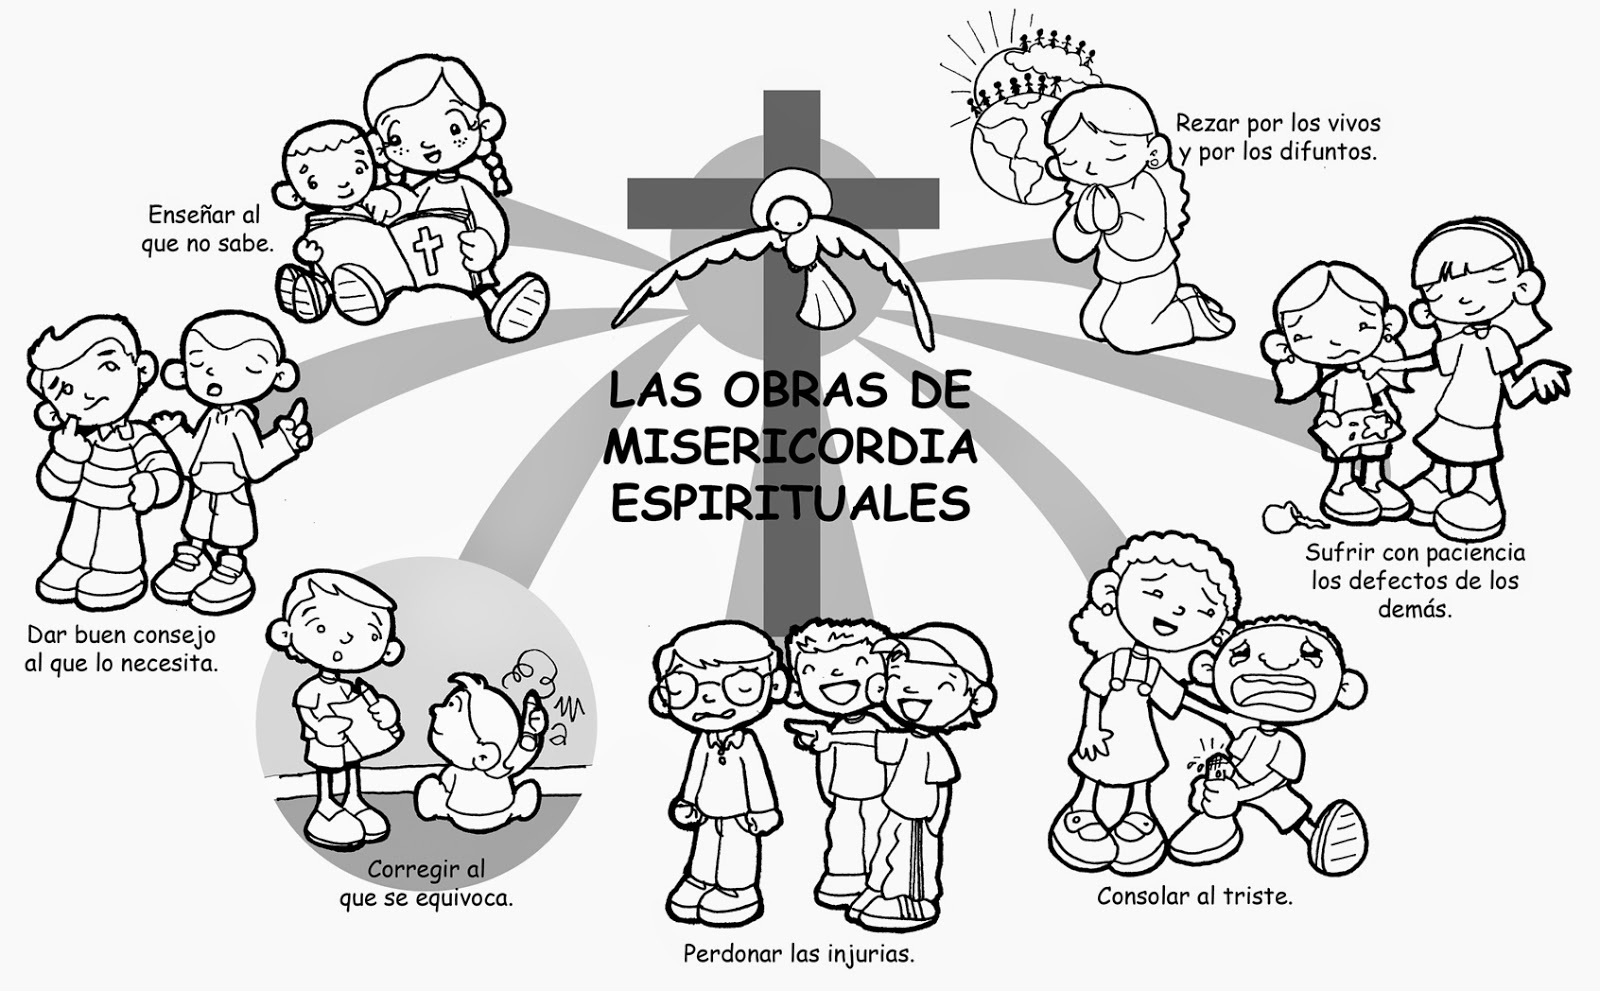 LAS OBRAS DE
MISERICORDIA
ESPIRITUALES
Enseñar al
que no sabe.
Dar buen consejo
al que lo necesita.
Corregir al
que se equivoca.
Perdonar las injurias.
Consolar al triste.
Sufrir con paciencia
los defectos de los
demás.
Rezar por los vivos
y por los difuntos.